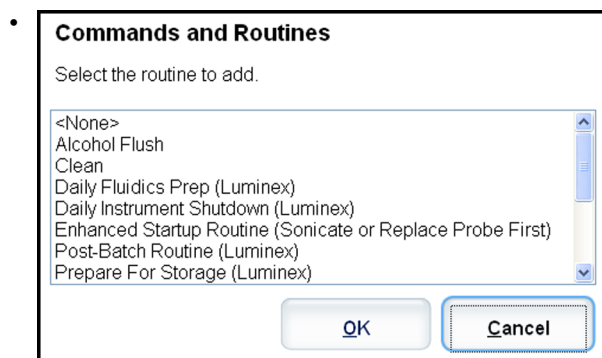 Commands and Routines
Select the routine to add.
<None>
Alcohol Flush
Clean
Daily Fluidics Prep (Luminex)
Daily Instrument Shutdown (Luminex)
Enhanced Startup Routine (Sonicate or Replace Probe First)
Post-Batch Routine (Luminex)
Prepare For Storage (Luminex)
OK
Cancel